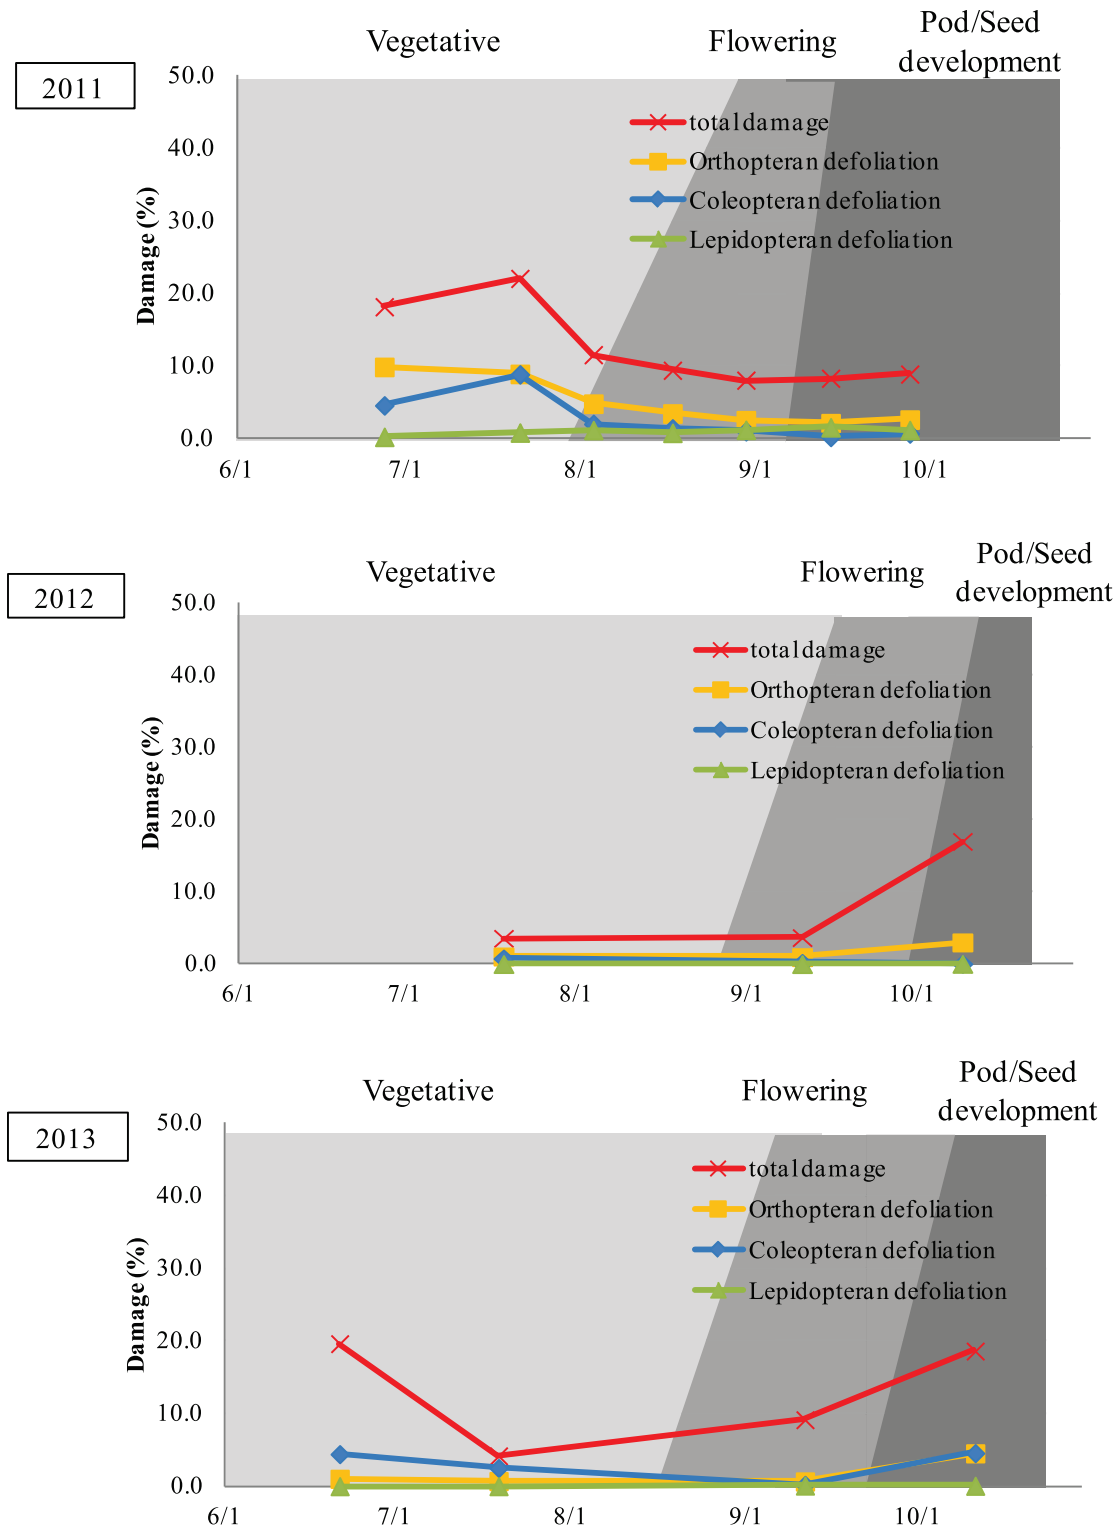 Vegetative
Flowering
Pod/Seed
development
2011
50.0
40.0
30.0
20.0
10.0
0.0
Damage (%)
total damage
Orthopteran defoliation
Coleopteran defoliation
Lepidopteran defoliation
6/1 7/1 8/1 9/1 10/1
Vegetative
Flowering
Pod/Seed
development
2012
50.0
40.0
30.0
20.0
10.0
0.0
Damage (%)
total damage
Orthopteran defoliation
Coleopteran defoliation
Lepidopteran defoliation
6/1 7/1 8/1 9/1 10/1
Vegetative
Flowering
Pod/Seed
development
2013
50.0
40.0
30.0
20.0
10.0
0.0
Damage (%)
total damage
Orthopteran defoliation
Coleopteran defoliation
Lepidopteran defoliation
6/1 7/1 8/1 9/1 10/1